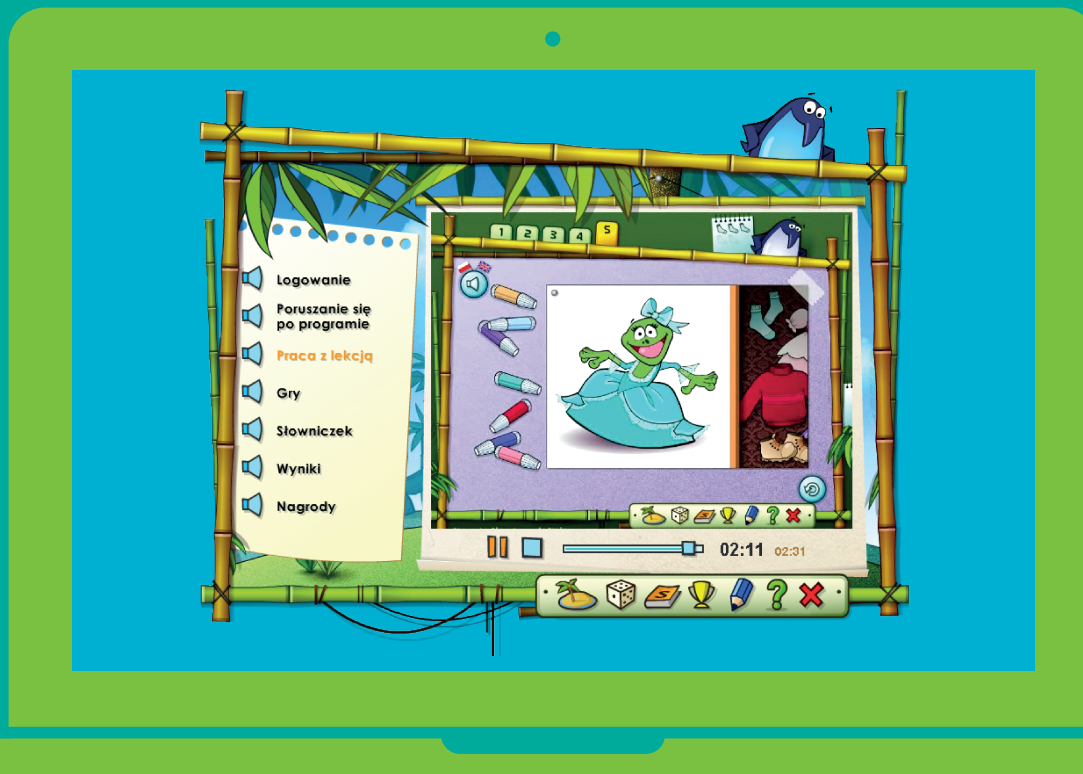 1 2 3 4 5
Logowanie
Poruszanie się
po programie
Praca z lekcją
Gry
Słowniczek
Wyniki
Nagrody
02:11 02:31
S